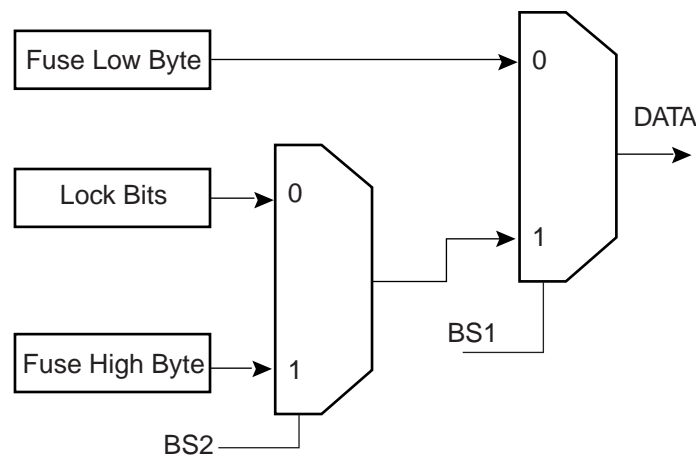 Fuse Low Byte
0
DATA
Lock Bits
0
1
BS1
Fuse High Byte
1
BS2